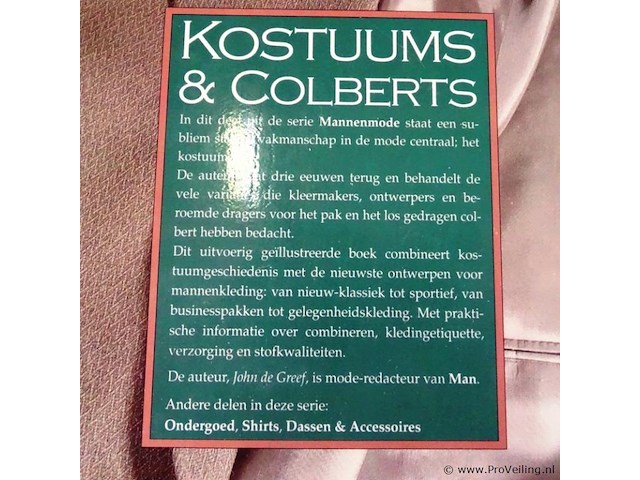 KOSTUUMS
& COLBERTS
In dit deel uit de serie Mannenmode staat een su-
bliem vakmanschap in de mode centraal; het
kostuum
De auteur drie eeuwen terug en behandelt de
vele die kleermakers, ontwerpers en be-
roemde dragers voor het pak en het los gedragen col-
bert hebben bedacht.
Dit uitvoerig geïllustreerde boek combineert kos-
tuumgeschiedenis met de nieuwste ontwerpen voor
mannenkleding: van nieuw-klassiek tot sportief, van
businesspakken tot gelegenheidskleding. Met prakti-
sche informatie over combineren, kledingetiquette,
verzorging en stofkwaliteiten.
De auteur, John de Greef, is mode-redacteur van Man.
Andere delen in deze serie:
Ondergoed, Shirts, Dassen & Accessoires
© www.ProVeiling.nl